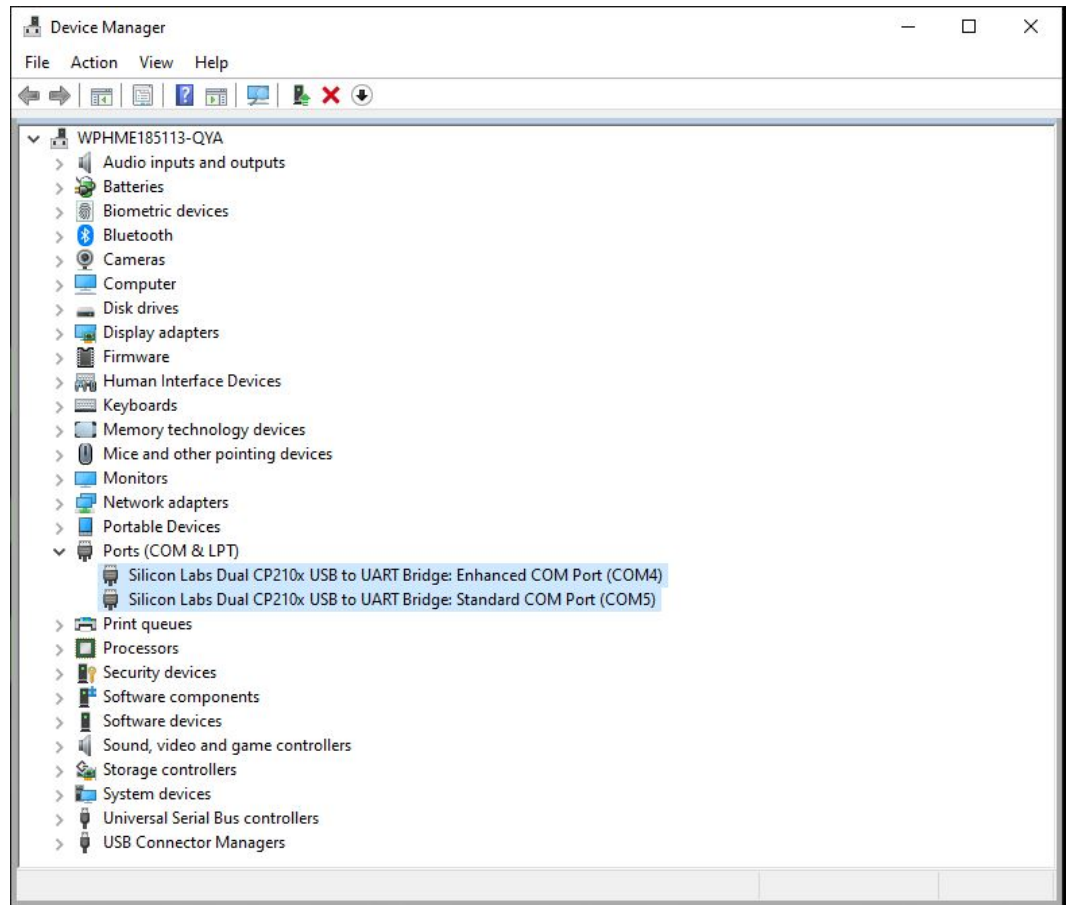 Device Manager
File Action View Help
WPHME185113-QYA
Audio inputs and outputs
Batteries
Biometric devices
Bluetooth
Cameras
Computer
Disk drives
Display adapters
Firmware
Human Interface Devices
Keyboards
Memory technology devices
Mice and other pointing devices
Monitors
Network adapters
Portable Devices
Ports (COM & LPT)
Silicon Labs Dual CP210x USB to UART Bridge: Enhanced COM Port (COM4)
Silicon Labs Dual CP210x USB to UART Bridge: Standard COM Port (COM5)
Print queues
Processors
Security devices
Software components
Software devices
Sound, video and game controllers
Storage controllers
System devices
Universal Serial Bus controllers
USB Connector Managers